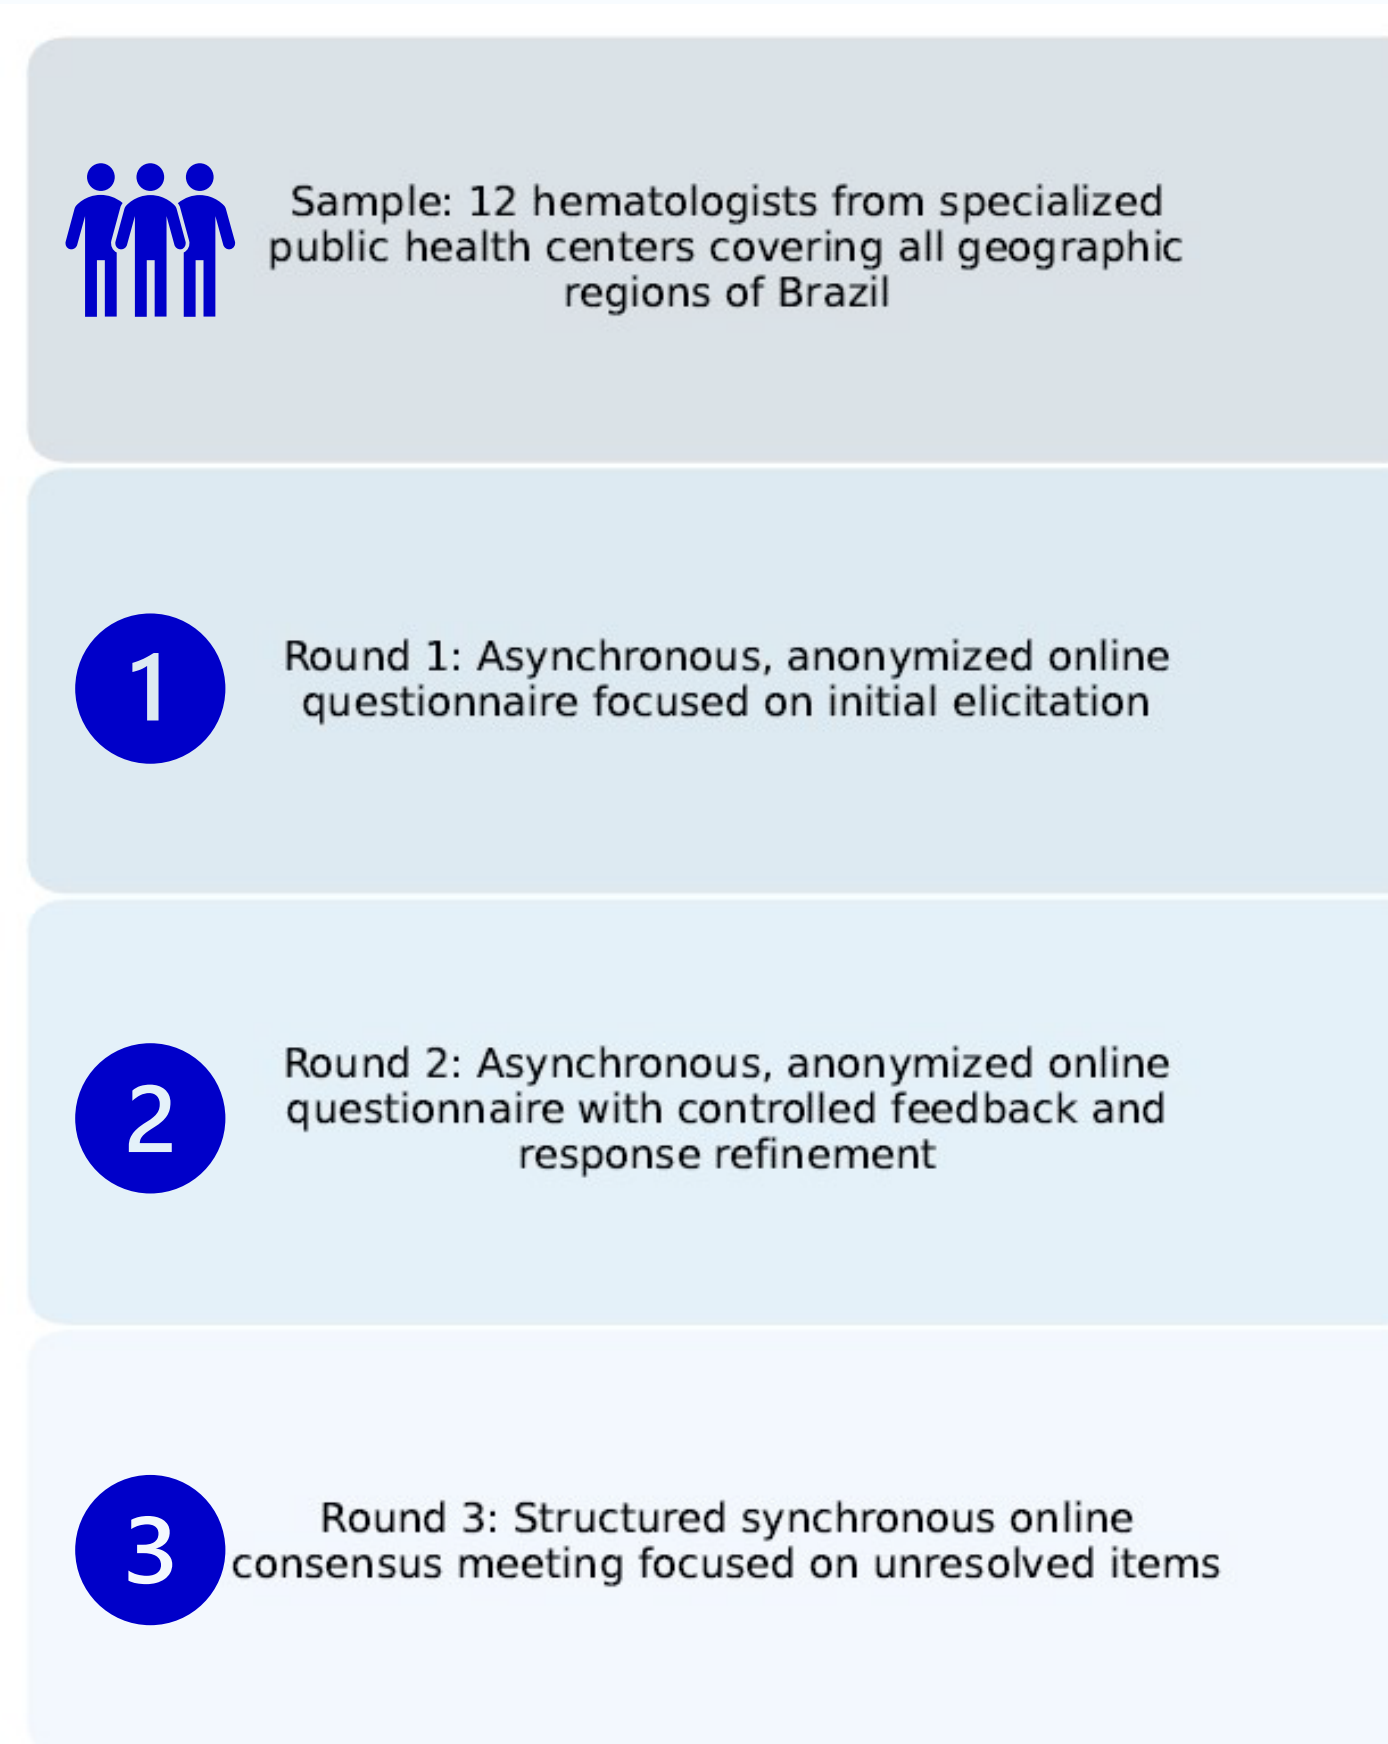 Sample: 12 hematologists from specialized
public health centers covering all geographic
regions of Brazil
1
Round 1: Asynchronous, anonymized online
questionnaire focused on initial elicitation
2
Round 2: Asynchronous, anonymized online
questionnaire with controlled feedback and
response refinement
3
Round 3: Structured synchronous online
consensus meeting focused on unresolved items